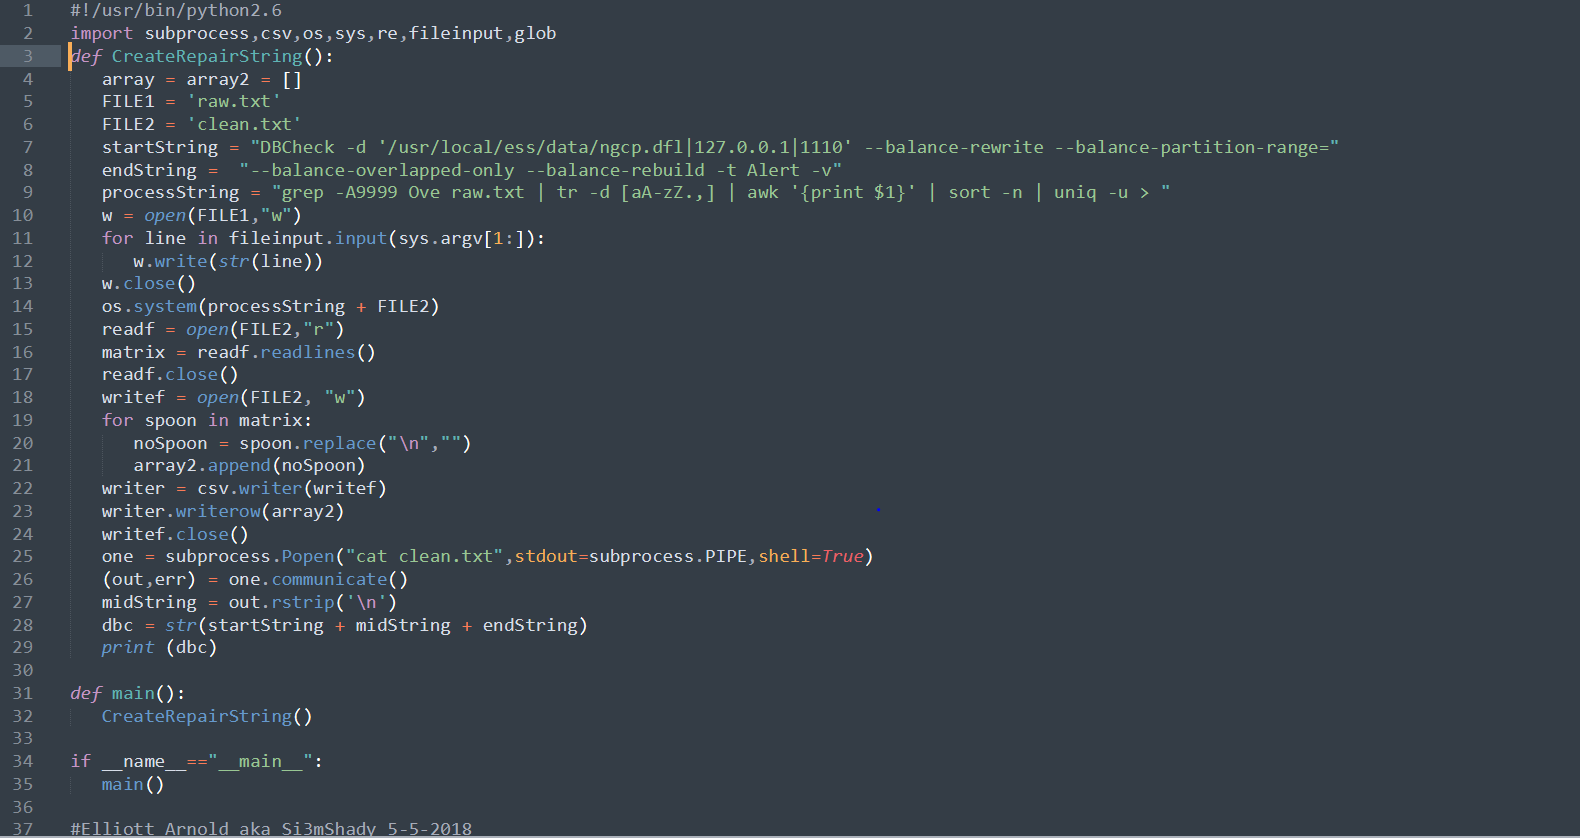 1 #!/usr/bin/python2.6
2 import subprocess,csv,os,sys,re,fileinput,glob
3 def CreateRepairString():
4    array = array2 = []
5    FILE1 = 'raw.txt'
6    FILE2 = 'clean.txt'
7    startString = "DBCheck -d '/usr/local/ess/data/ngcp.dfl|127.0.0.1|1110' --balance-rewrite --balance-partition-range="
8    endString =  "--balance-overlapped-only --balance-rebuild -t Alert -v"
9    processString = "grep -A9999 Ove raw.txt | tr -d [aA-zZ.,] | awk '{print $1}' | sort -n | uniq -u > "
10    w = open(FILE1,"w")
11    for line in fileinput.input(sys.argv[1:]):
12       w.write(str(line))
13    w.close()
14    os.system(processString + FILE2)
15    readf = open(FILE2,"r")
16    matrix = readf.readlines()
17    readf.close()
18    writef = open(FILE2, "w")
19    for spoon in matrix:
20       noSpoon = spoon.replace("\n","")
21       array2.append(noSpoon)
22    writer = csv.writer(writef)
23    writer.writerow(array2)
24    writef.close()
25    one = subprocess.Popen("cat clean.txt",stdout=subprocess.PIPE,shell=True)
26    (out,err) = one.communicate()
27    midString = out.rstrip('\n')
28    dbc = str(startString + midString + endString)
29    print (dbc)
30
31 def main():
32    CreateRepairString()
33
34 if __name__=="__main__":
35    main()
36
37 #Elliott Arnold aka Si3mShady 5-5-2018